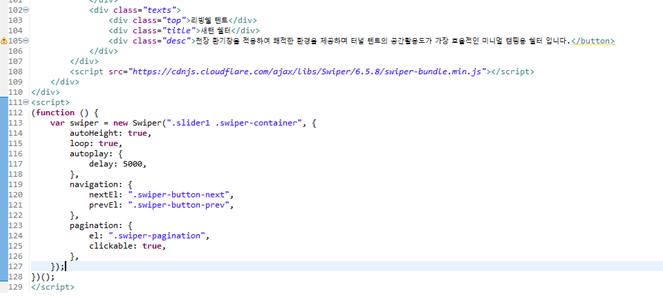 101 </div>
102 <div class="texts">
103 <div class="top">리빙쉘 텐트</div>
104 <div class="title">새턴 쉘터</div>
105 <div class="desc">천장 환기창을 적용하여 쾌적한 환경을 제공하며 터널 텐트의 공간활용도가 가장 효율적인 미니멀 캠핑용 쉘터 입니다.</button>
106 </div>
107 </div>
108 <script src="https://cdnjs.cloudflare.com/ajax/libs/Swiper/6.5.8/swiper-bundle.min.js"></script>
109 </div>
110 </div>
111 <script>
112 (function () {
113 var swiper = new Swiper(".slider1 .swiper-container", {
114 autoHeight: true,
115 loop: true,
116 autoplay: {
117 delay: 5000,
118 },
119 navigation: {
120 nextEl: ".swiper-button-next",
121 prevEl: ".swiper-button-prev",
122 },
123 pagination: {
124 el: ".swiper-pagination",
125 clickable: true,
126 },
127 });
128 })();
129 </script>